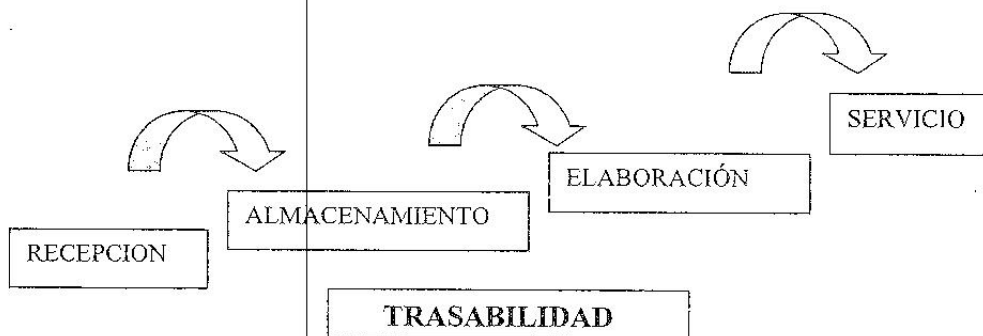 SERVICIO
ELABORACIÓN
ALMACENAMIENTO
RECEPCION
TRASABILIDAD